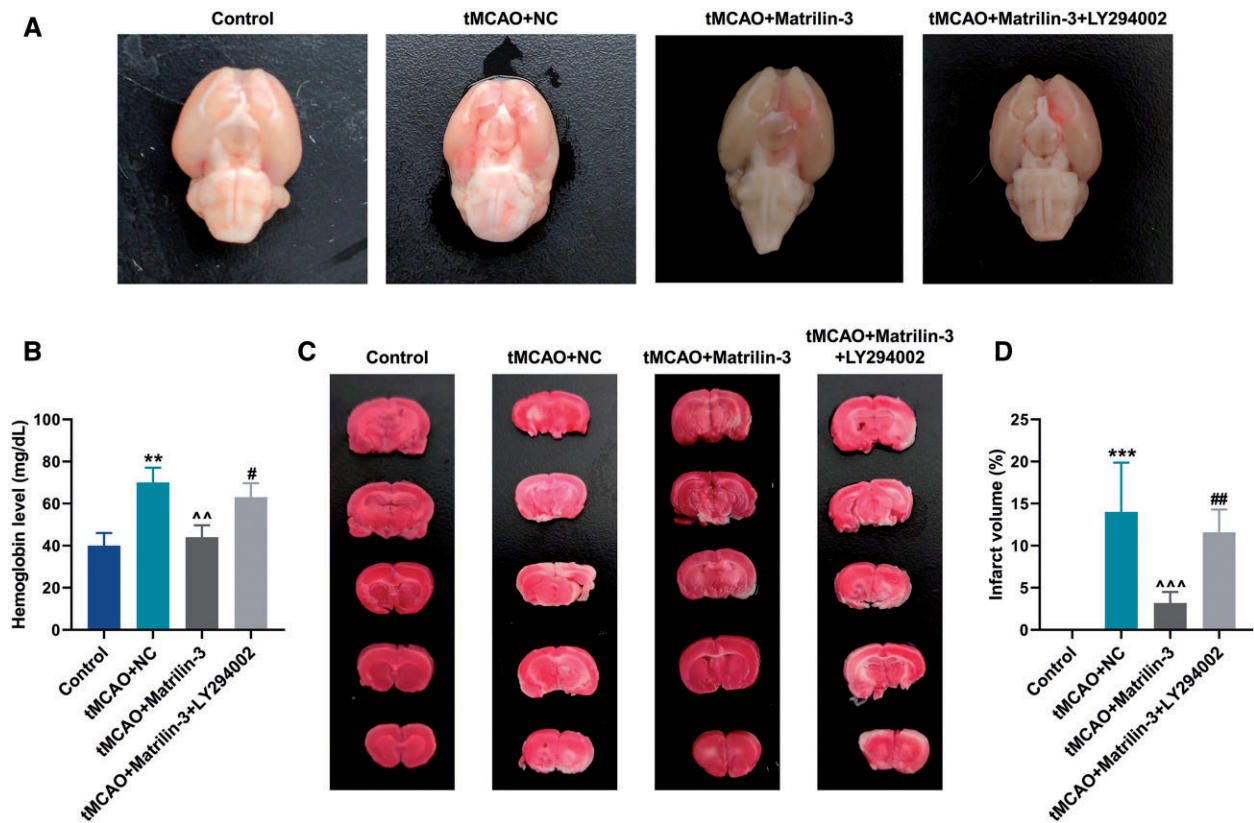 A
Control
tMCAO+NC
tMCAO+Matrilin-3
tMCAO+Matrilin-3+LY294002
B
Hemoglobin level (mg/dL)
100
80
60
40
20
0
**
^^
#
Control
tMCAO+NC
tMCAO+Matrilin-3
tMCAO+Matrilin-3+LY294002
C
Control
tMCAO+NC
tMCAO+Matrilin-3
tMCAO+Matrilin-3
+LY294002
D
Infarct volume (%)
25
20
15
10
5
0
***
^^^
##
Control
tMCAO+NC
tMCAO+Matrilin-3
tMCAO+Matrilin-3+LY294002